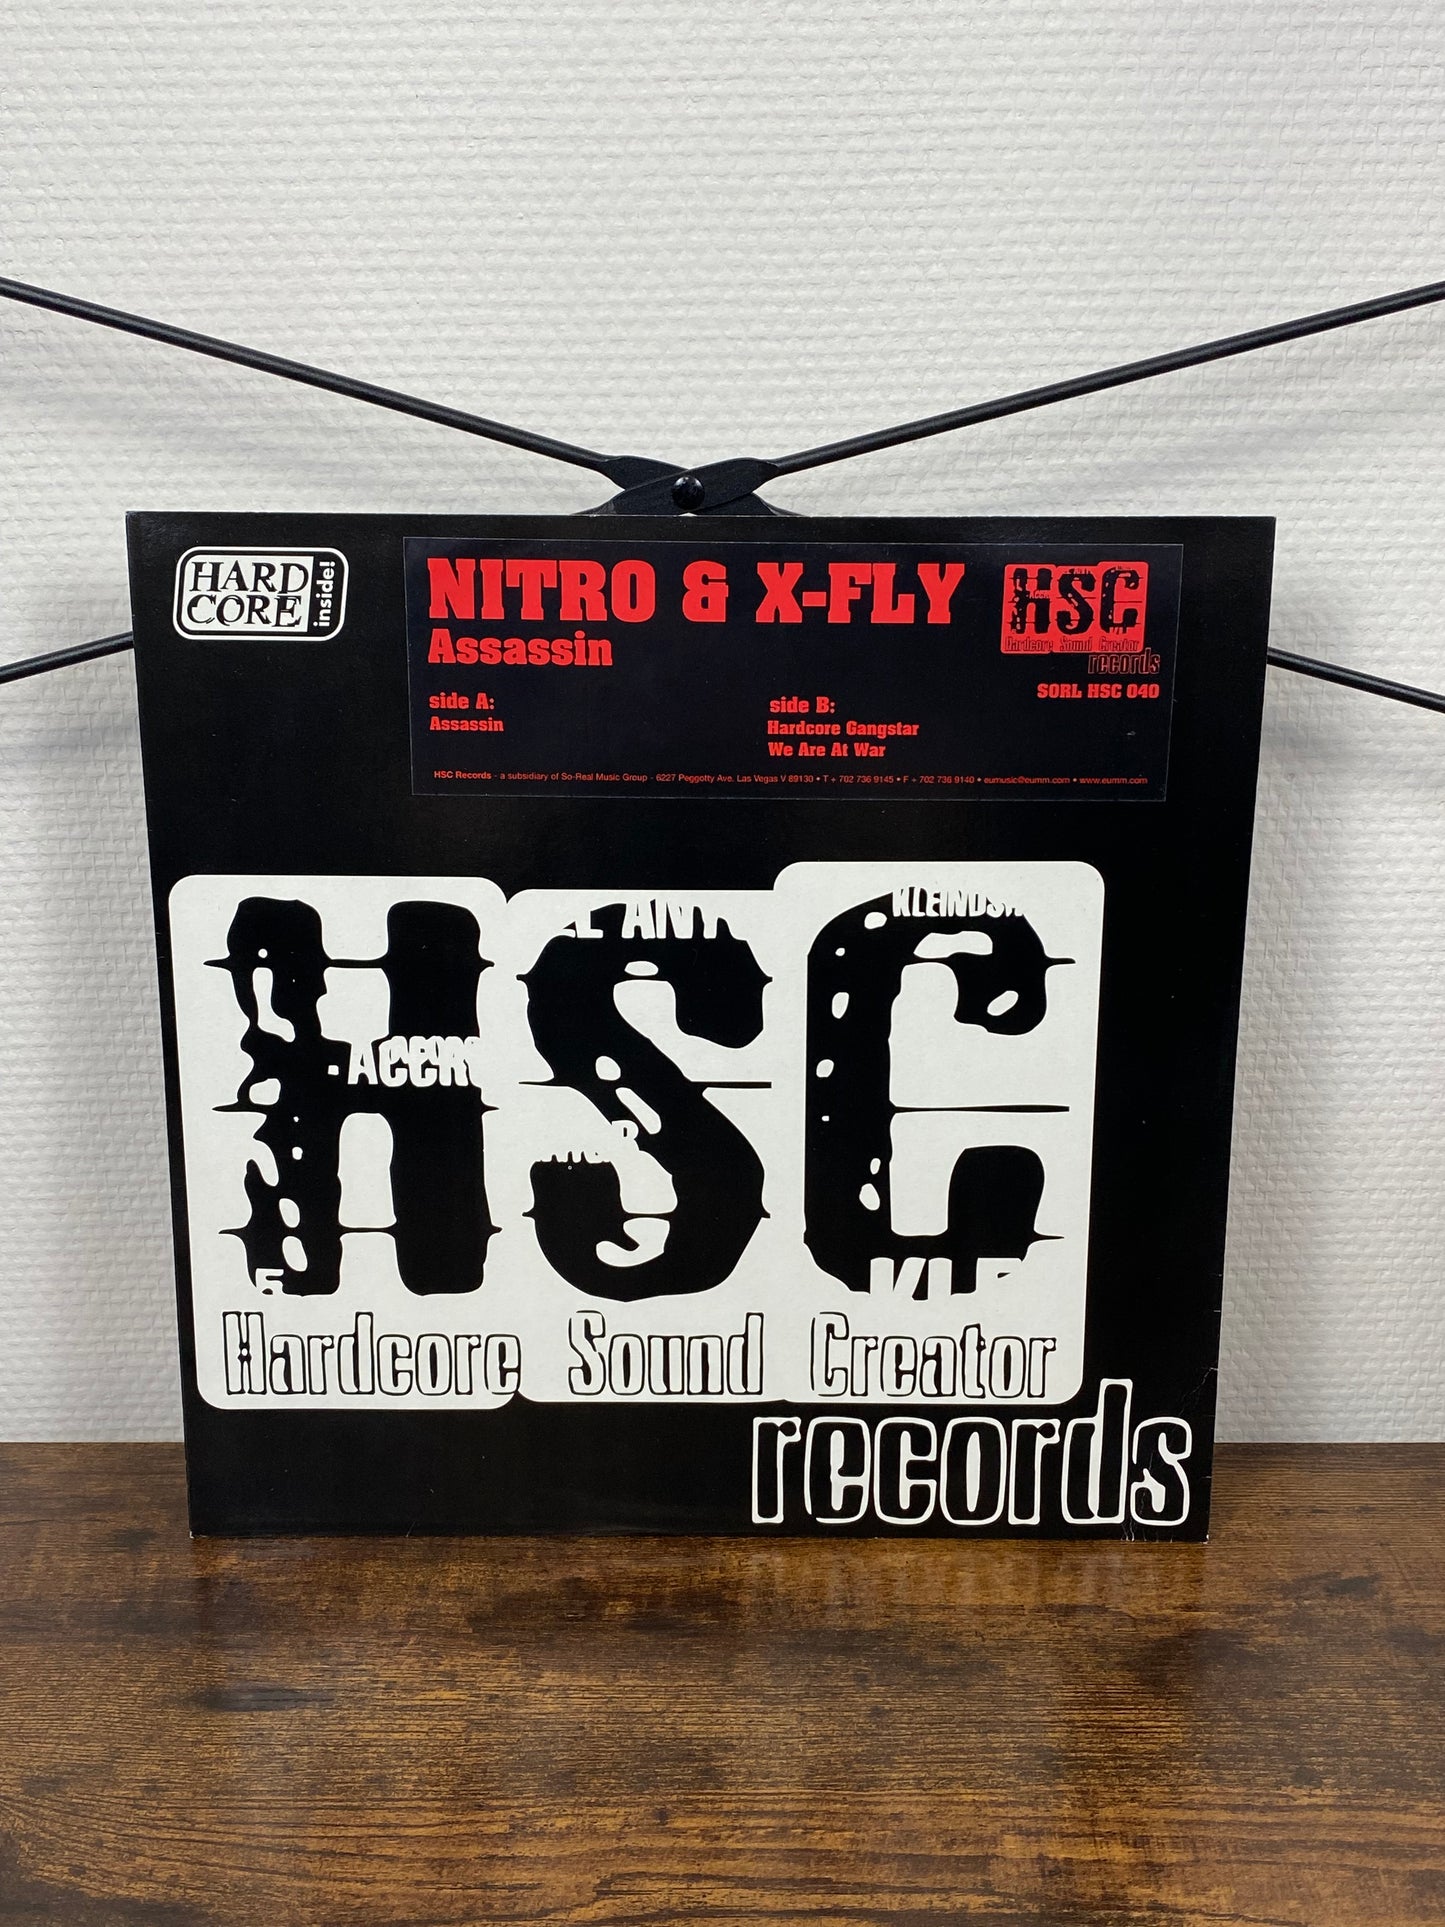 HARD
CORE
inside!
NITRO & X-FLY
Assassin
HSC
Hardcore Sound Creator
records
SORL HSC 040
side A:
Assassin
side B:
Hardcore Gangstar
We Are At War
HSC Records - a subsidiary of So-Real Music Group - 6227 Peggotty Ave. Las Vegas V 89130 • T + 702 736 9145 • F + 702 736 9140 • eumusic@eumm.com • www.eumm.com
HSC
Hardcore Sound Creator
records